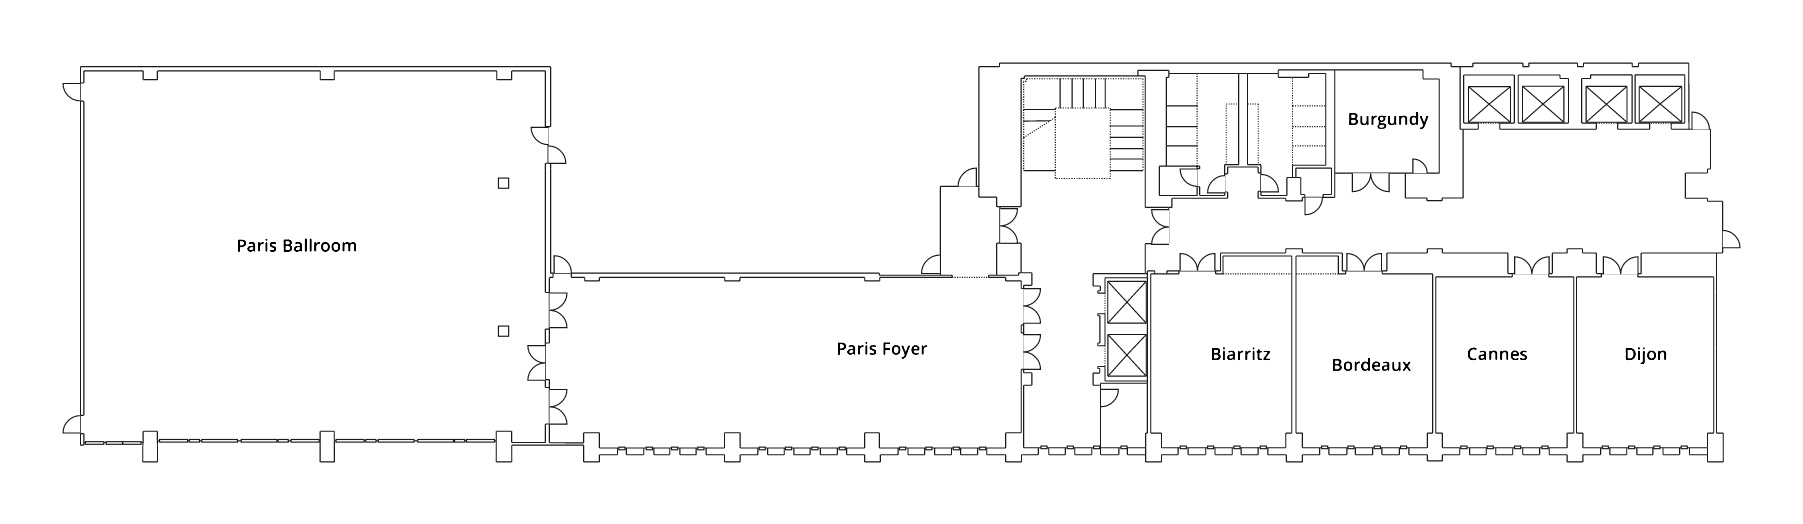 Burgundy
Paris Ballroom
Paris Foyer
Biarritz
Bordeaux
Cannes
Dijon